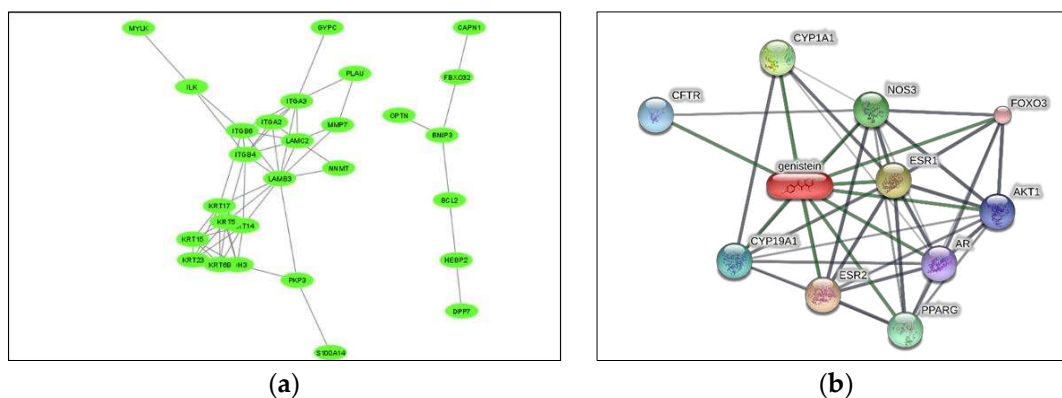 MYLK
GYPC
CAPN1
PLAU
FBXO32
ILK
ITGA3
ITGA2
OPTN
ITGB6
MMP7
BNIP3
LAMC2
ITGB4
NNMT
LAMB3
BCL2
KRT17
KRT5
KRT15
KRT23
KRT6B
HEBP2
PKP3
DPP7
S100A14
(a)
CYP1A1
CFTR
NOS3
FOXO3
genistein
ESR1
AKT1
CYP19A1
AR
ESR2
PPARG
(b)